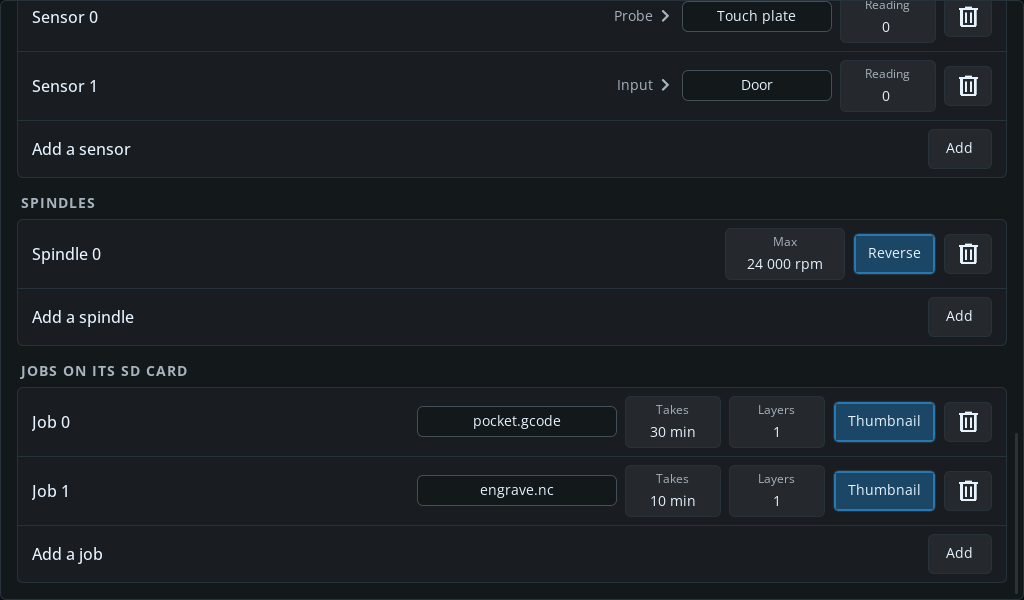 Sensor 0
Probe
Touch plate
Reading
0
Sensor 1
Input
Door
Reading
0
Add a sensor
Add
SPINDLES
Spindle 0
Max
24 000 rpm
Reverse
Add a spindle
Add
JOBS ON ITS SD CARD
Job 0
pocket.gcode
Takes
30 min
Layers
1
Thumbnail
Job 1
engrave.nc
Takes
10 min
Layers
1
Thumbnail
Add a job
Add